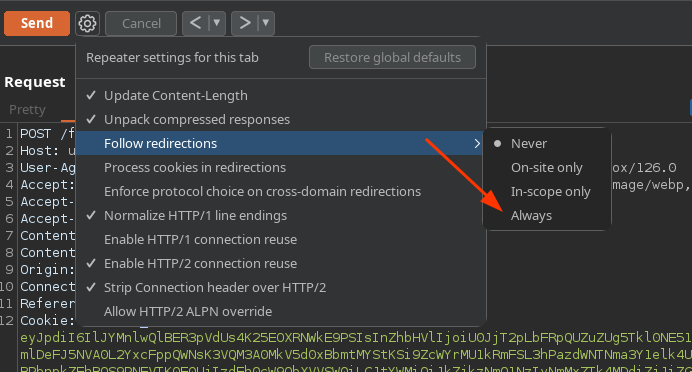 Send Cancel < >
Repeater settings for this tab Restore global defaults
Request
Pretty
✓ Update Content-Length
✓ Unpack compressed responses
Follow redirections >
Process cookies in redirections
Enforce protocol choice on cross-domain redirections
✓ Normalize HTTP/1 line endings
Enable HTTP/1 connection reuse
✓ Enable HTTP/2 connection reuse
✓ Strip Connection header over HTTP/2
Allow HTTP/2 ALPN override
Never
On-site only
In-scope only
Always
1 POST /f
2 Host: u
3 User-Ag ox/126.0
4 Accept: mage/webp,
5 Accept-
6 Accept-
7 Content
8 Content
9 Origin:
10 Connect
11 Referer
12 Cookie: